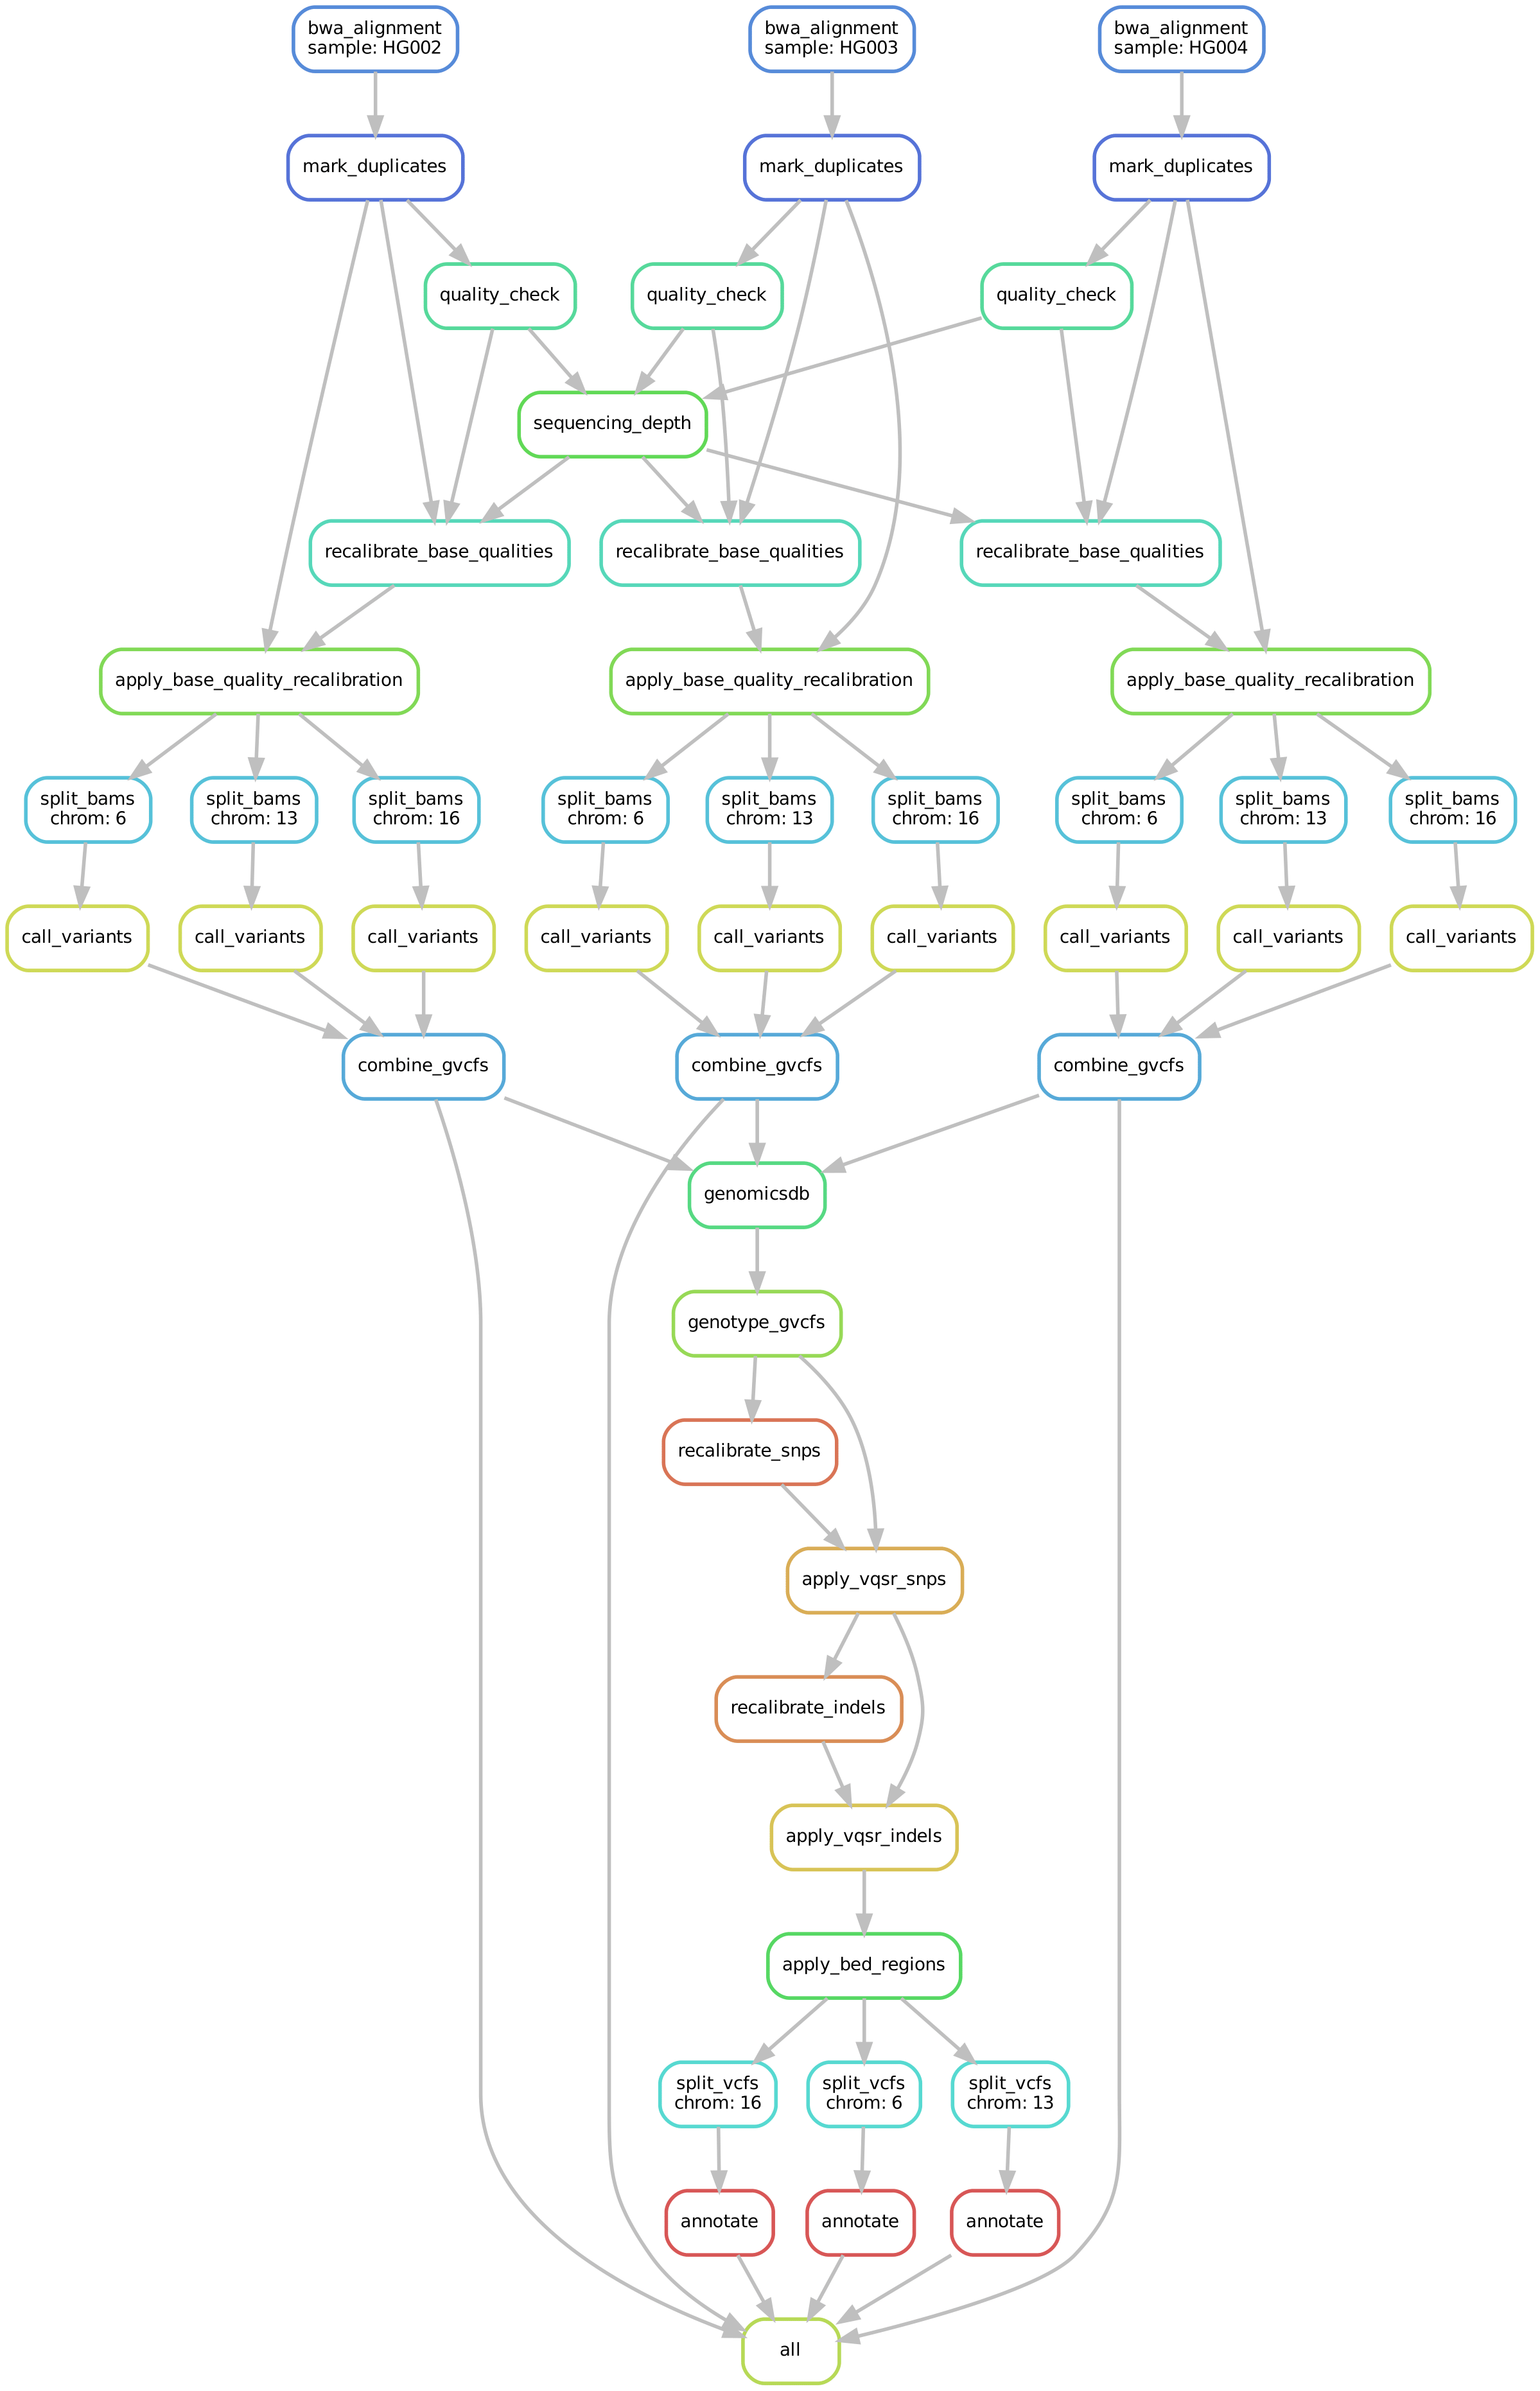 bwa_alignment
sample: HG002
bwa_alignment
sample: HG003
bwa_alignment
sample: HG004
mark_duplicates
mark_duplicates
mark_duplicates
quality_check
quality_check
quality_check
sequencing_depth
recalibrate_base_qualities
recalibrate_base_qualities
recalibrate_base_qualities
apply_base_quality_recalibration
apply_base_quality_recalibration
apply_base_quality_recalibration
split_bams
chrom: 6
split_bams
chrom: 13
split_bams
chrom: 16
split_bams
chrom: 6
split_bams
chrom: 13
split_bams
chrom: 16
split_bams
chrom: 6
split_bams
chrom: 13
split_bams
chrom: 16
call_variants
call_variants
call_variants
call_variants
call_variants
call_variants
call_variants
call_variants
call_variants
combine_gvcfs
combine_gvcfs
combine_gvcfs
genomicsdb
genotype_gvcfs
recalibrate_snps
apply_vqsr_snps
recalibrate_indels
apply_vqsr_indels
apply_bed_regions
split_vcfs
chrom: 16
split_vcfs
chrom: 6
split_vcfs
chrom: 13
annotate
annotate
annotate
all